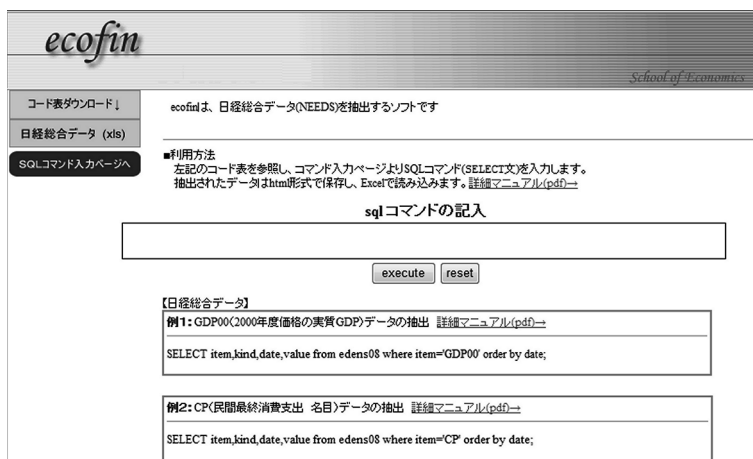 ecofin
School of Economics
コード表ダウンロード↓
日経総合データ (xls)
SQLコマンド入力ページへ
ecofinは、日経総合データ(NEEDS)を抽出するソフトです
■利用方法
左記のコード表を参照し、コマンド入力ページよりSQLコマンド(SELECT文)を入力します。
抽出されたデータはhtml形式で保存し、Excelで読み込みます。詳細マニュアル(pdf)→
sqlコマンドの記入
execute reset
【日経総合データ】
例1:GDP00(2000年度価格の実質GDP)データの抽出 詳細マニュアル(pdf)→
SELECT item,kind,date,value from edens08 where item='GDP00' order by date;
例2:CP(民間最終消費支出 名目)データの抽出 詳細マニュアル(pdf)→
SELECT item,kind,date,value from edens08 where item='CP' order by date;